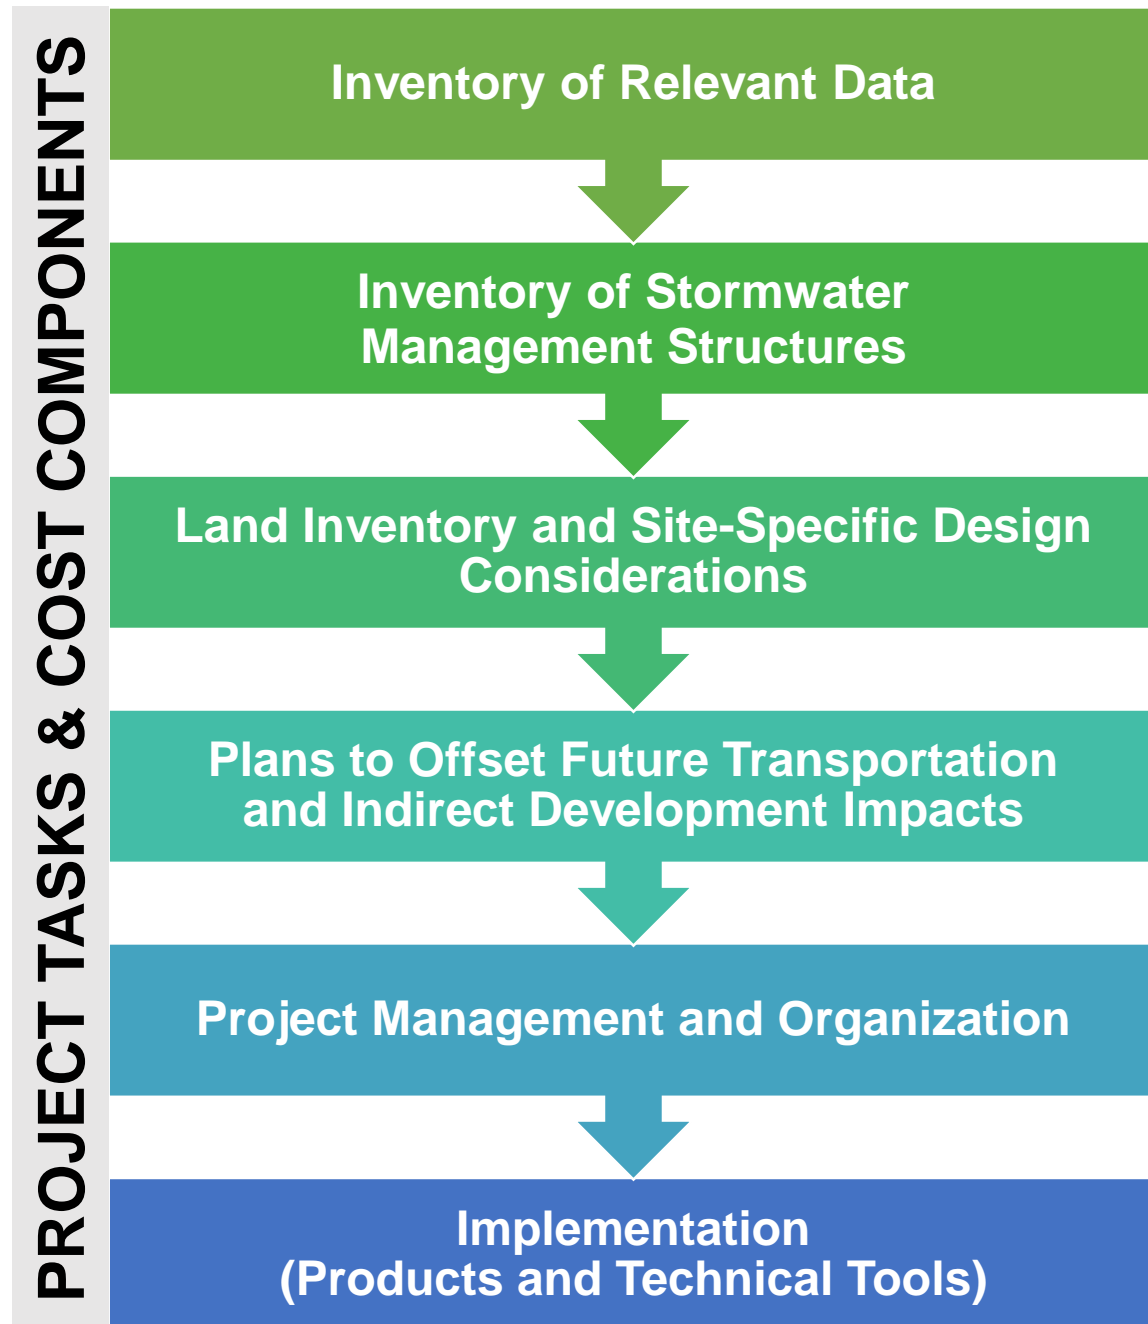 PROJECT TASKS & COST COMPONENTS
Inventory of Relevant Data
Inventory of Stormwater
Management Structures
Land Inventory and Site-Specific Design
Considerations
Plans to Offset Future Transportation
and Indirect Development Impacts
Project Management and Organization
Implementation
(Products and Technical Tools)